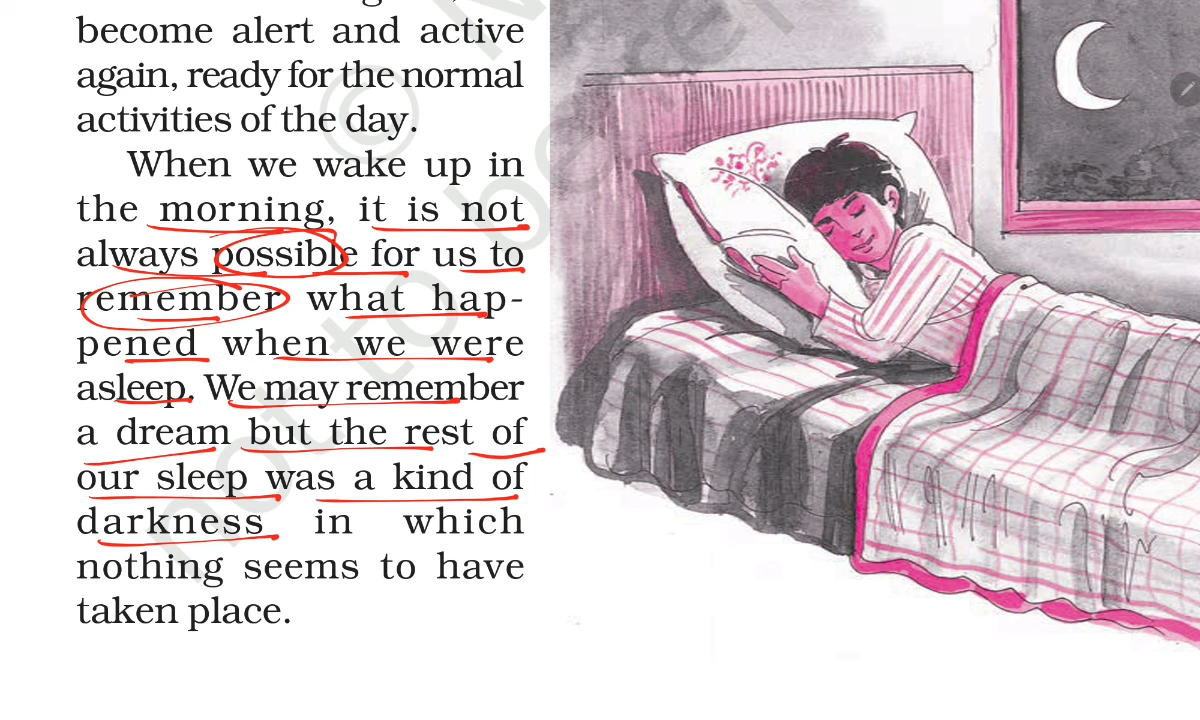 become alert and active
again, ready for the normal
activities of the day.
When we wake up in
the morning, it is not
always possible for us to
remember what hap-
pened when we were
asleep. We may remember
a dream but the rest of
our sleep was a kind of
darkness in which
nothing seems to have
taken place.